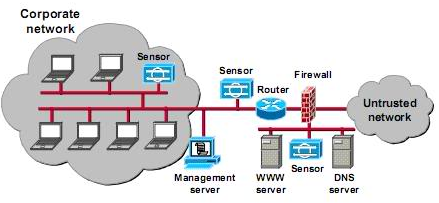 Corporate
network
Sensor
Sensor
Router
Firewall
Untrusted
network
Management
server
WWW
server
Sensor
DNS
server